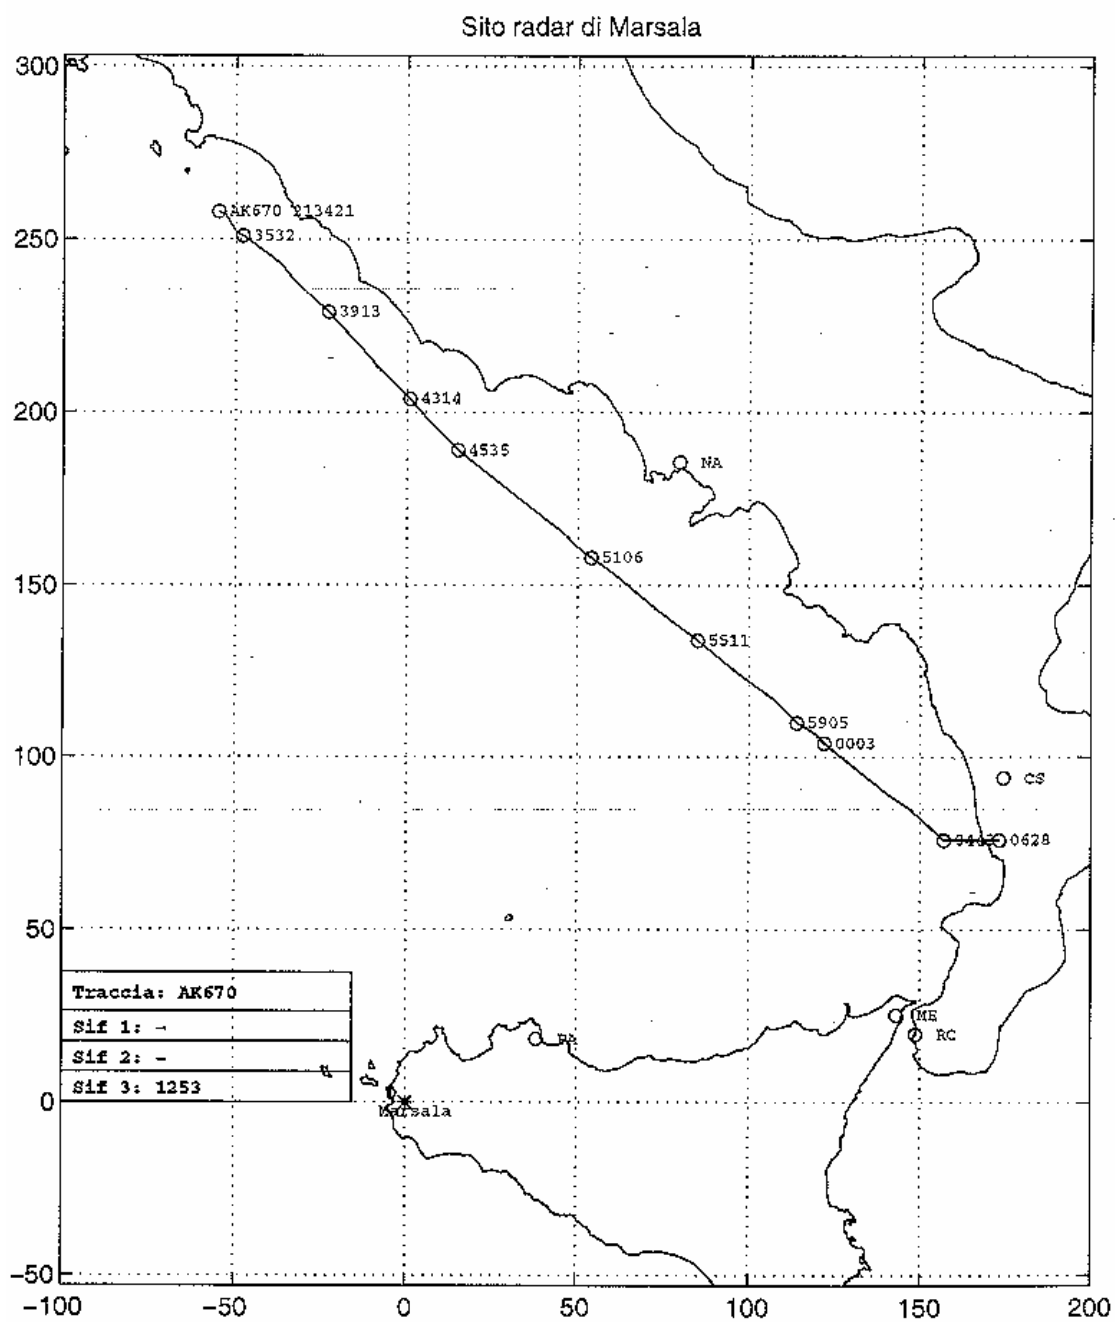 Sito radar di Marsala
300
AK670 213421
250
3532
3913
4314
200
4535
NA
5106
150
5511
5905
0003
100
CS
0628
50
Traccia: AK670
Sif 1: -
ME
Sif 2: -
RC
Sif 3: 1253
PA
0
Marsala
-50
-100 -50 0 50 100 150 200